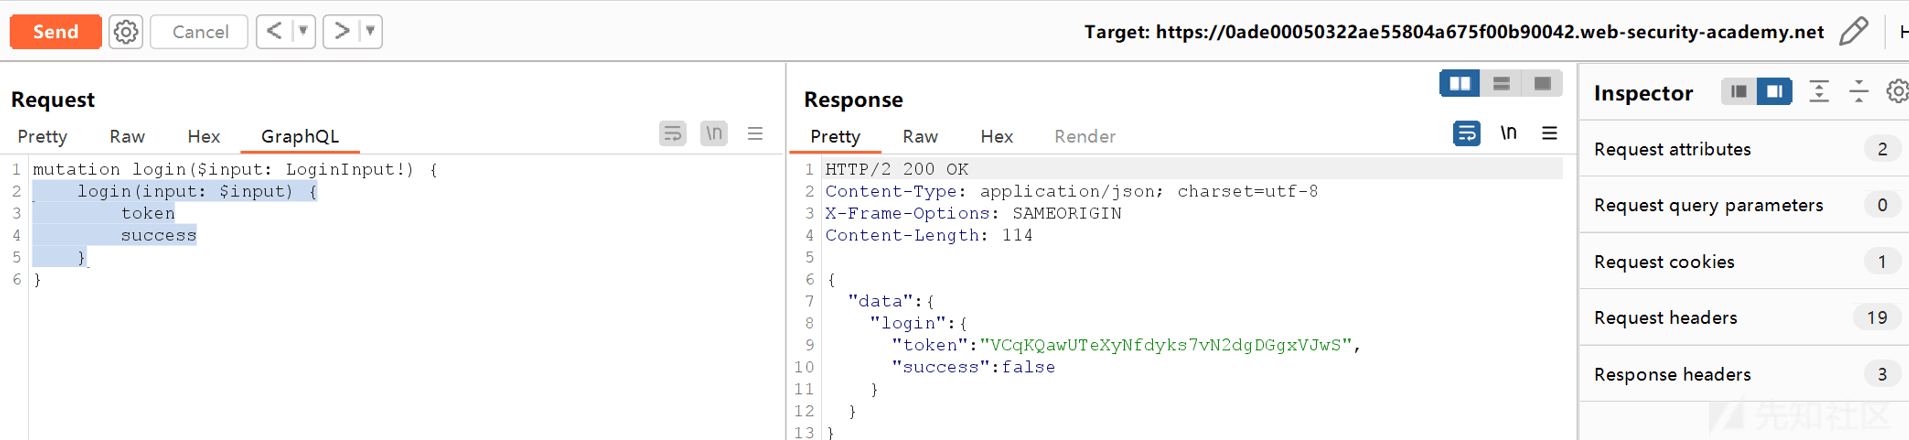 Send
Cancel
<
>
Target: https://0ade00050322ae55804a675f00b90042.web-security-academy.net
H
Request
Pretty Raw Hex GraphQL
\n
1 mutation login($input: LoginInput!) {
2 login(input: $input) {
3 token
4 success
5 }
6 }
Response
Pretty Raw Hex Render
\n
1 HTTP/2 200 OK
2 Content-Type: application/json; charset=utf-8
3 X-Frame-Options: SAMEORIGIN
4 Content-Length: 114
5
6 {
7 "data":{
8 "login":{
9 "token":"VCqKQawUTeXyNfdyks7vN2dgDGgxVJwS",
10 "success":false
11 }
12 }
13 }
Inspector
Request attributes 2
Request query parameters 0
Request cookies 1
Request headers 19
Response headers 3
先知社区